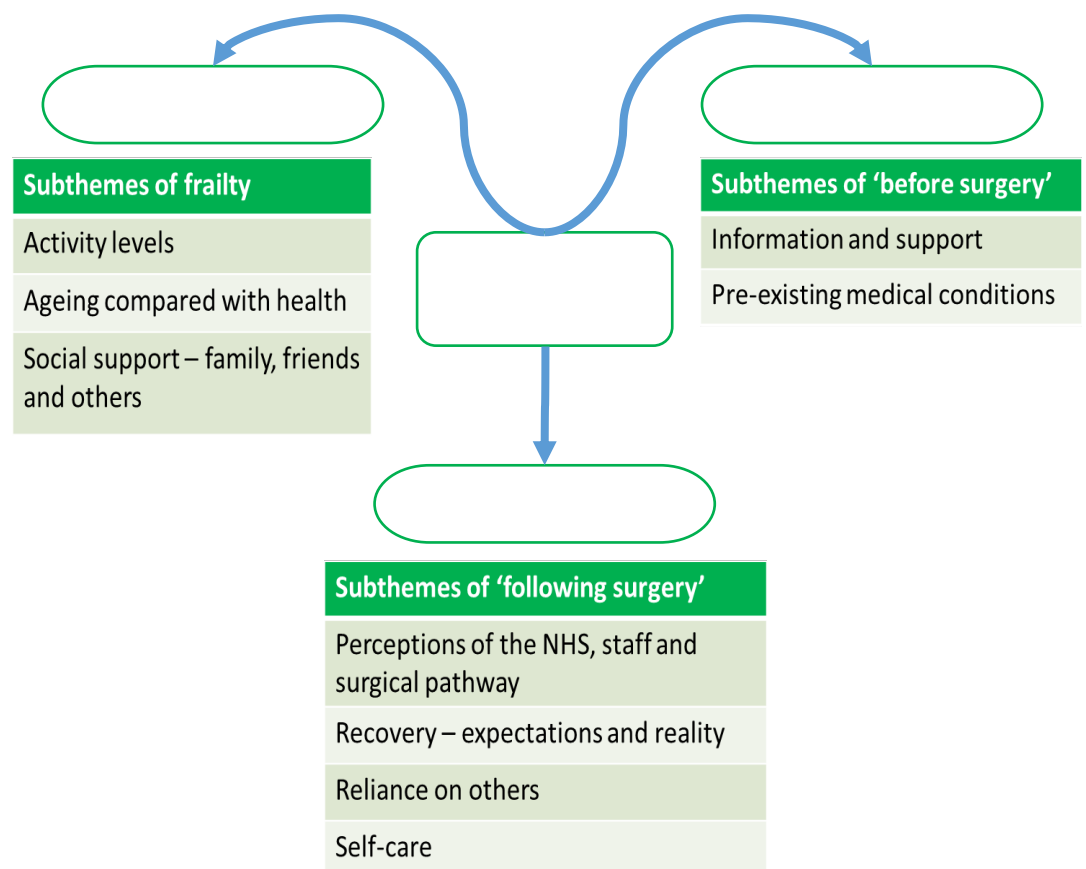 Subthemes of frailty
Activity levels
Ageing compared with health
Social support – family, friends
and others
Subthemes of ‘before surgery’
Information and support
Pre-existing medical conditions
Subthemes of ‘following surgery’
Perceptions of the NHS, staff and
surgical pathway
Recovery – expectations and reality
Reliance on others
Self-care